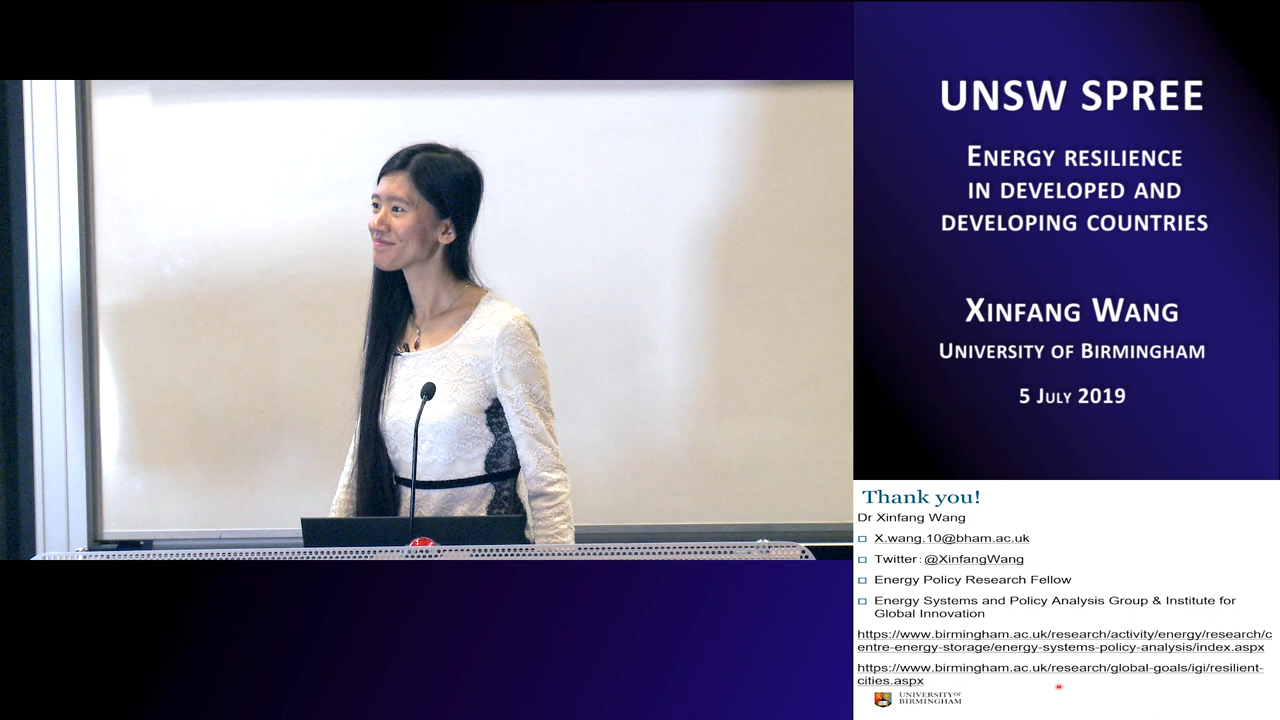 UNSW SPREE
ENERGY RESILIENCE
IN DEVELOPED AND
DEVELOPING COUNTRIES
XINFANG WANG
UNIVERSITY OF BIRMINGHAM
5 JULY 2019
Thank you!
Dr Xinfang Wang
X.wang.10@bham.ac.uk
Twitter: @XinfangWang
Energy Policy Research Fellow
Energy Systems and Policy Analysis Group & Institute for
Global Innovation
https://www.birmingham.ac.uk/research/activity/energy/research/c
entre-energy-storage/energy-systems-policy-analysis/index.aspx
https://www.birmingham.ac.uk/research/global-goals/igi/resilient-
cities.aspx
UNIVERSITY OF
BIRMINGHAM